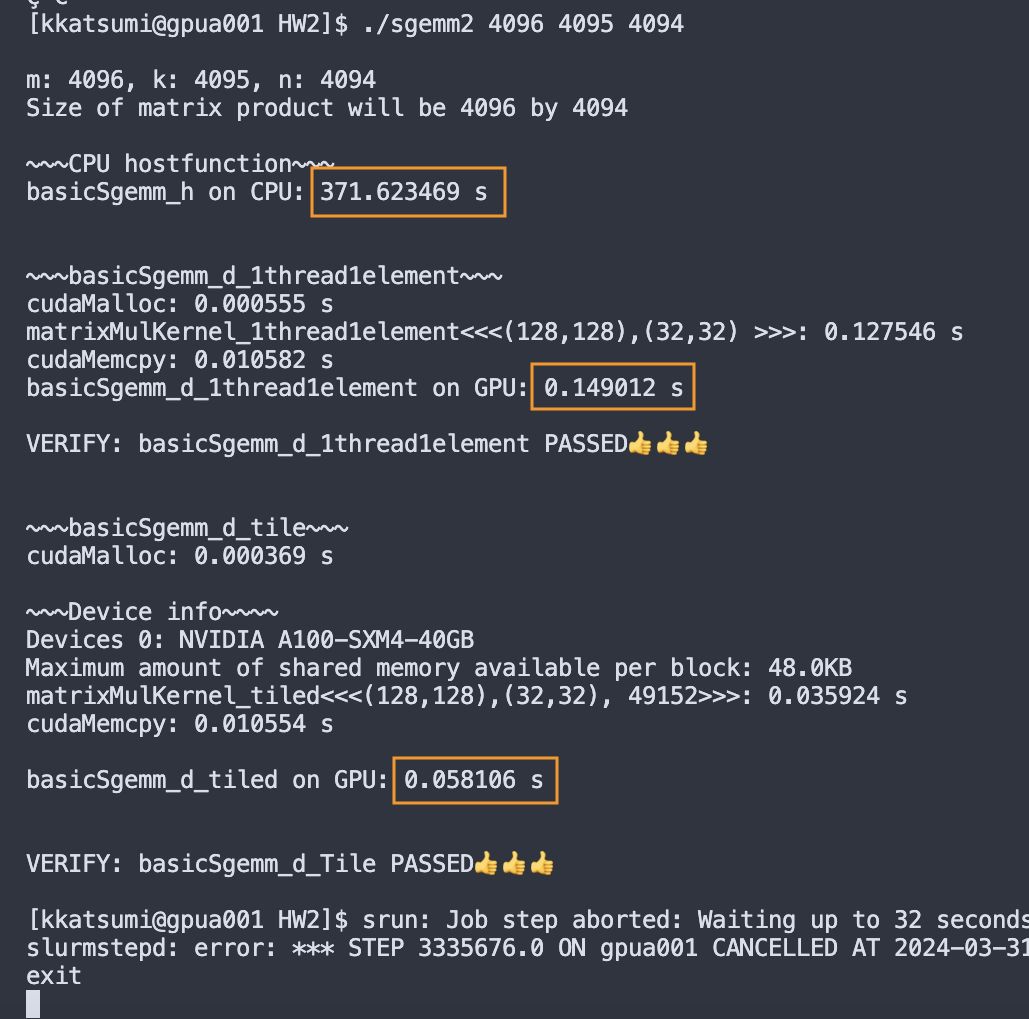 [kkatsumi@gpua001 HW2]$ ./sgemm2 4096 4095 4094
m: 4096, k: 4095, n: 4094
Size of matrix product will be 4096 by 4094
~~~CPU hostfunction~~~
basicSgemm_h on CPU: 371.623469 s
~~~basicSgemm_d_1thread1element~~~
cudaMalloc: 0.000555 s
matrixMulKernel_1thread1element<<<(128,128),(32,32) >>>: 0.127546 s
cudaMemcpy: 0.010582 s
basicSgemm_d_1thread1element on GPU: 0.149012 s
VERIFY: basicSgemm_d_1thread1element PASSED👍👍👍
~~~basicSgemm_d_tile~~~
cudaMalloc: 0.000369 s
~~~Device info~~~~
Devices 0: NVIDIA A100-SXM4-40GB
Maximum amount of shared memory available per block: 48.0KB
matrixMulKernel_tiled<<<(128,128),(32,32), 49152>>>: 0.035924 s
cudaMemcpy: 0.010554 s
basicSgemm_d_tiled on GPU: 0.058106 s
VERIFY: basicSgemm_d_Tile PASSED👍👍👍
[kkatsumi@gpua001 HW2]$ srun: Job step aborted: Waiting up to 32 seconds
slurmstepd: error: *** STEP 3335676.0 ON gpua001 CANCELLED AT 2024-03-31
exit